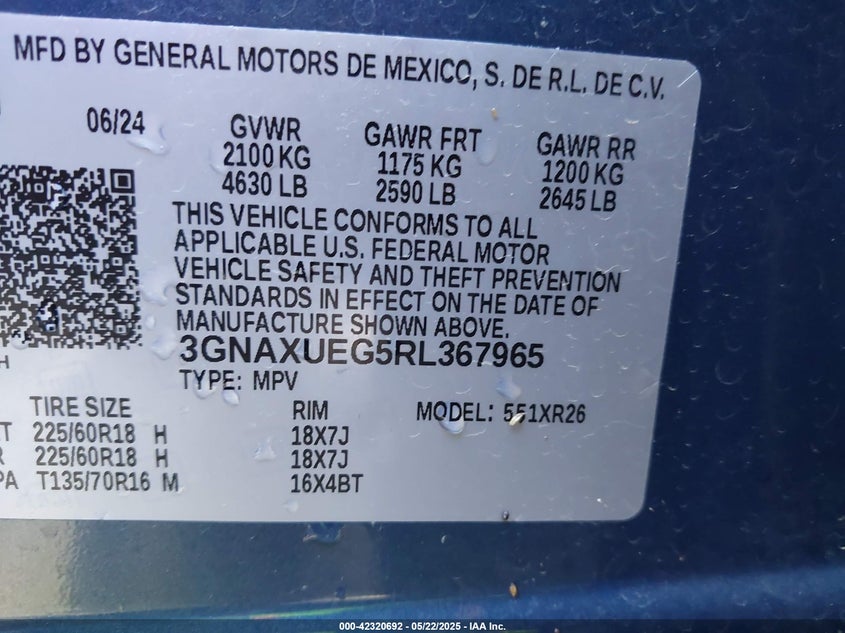 MFD BY GENERAL MOTORS DE MEXICO, S. DE R.L. DE C.V.
06/24 GVWR GAWR FRT GAWR RR
2100 KG 1175 KG 1200 KG
4630 LB 2590 LB 2645 LB
THIS VEHICLE CONFORMS TO ALL
APPLICABLE U.S. FEDERAL MOTOR
VEHICLE SAFETY AND THEFT PREVENTION
STANDARDS IN EFFECT ON THE DATE OF
MANUFACTURE SHOWN ABOVE.
3GNAXUEG5RL367965
H
TYPE: MPV
TIRE SIZE RIM MODEL: 551XR26
T 225/60R18 H 18X7J
R 225/60R18 H 18X7J
PA T135/70R16 M 16X4BT
000-42320692 - 05/22/2025 - IAA Inc.